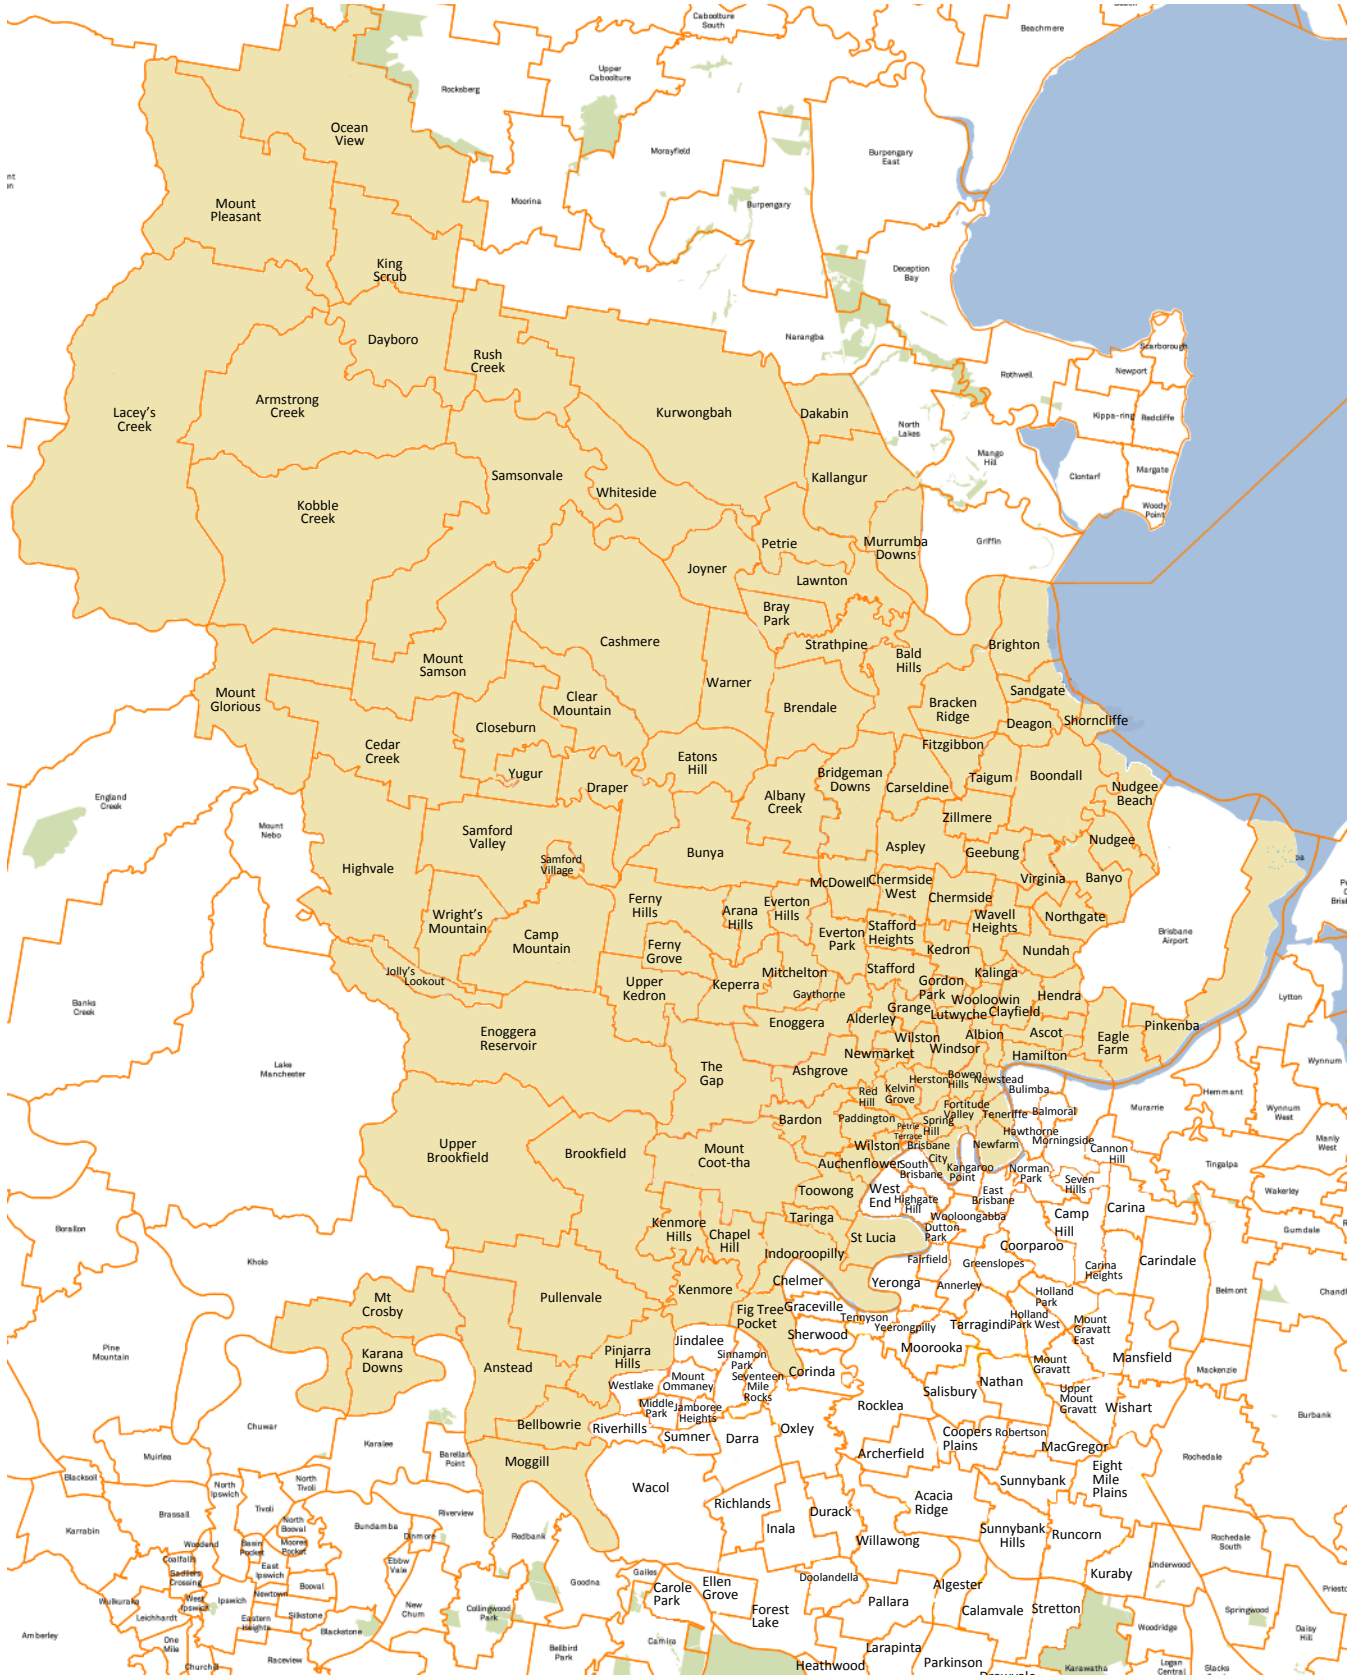 Caboolture
South
Beachmere
Upper
Caboolture
Rocksberg
Ocean
View
Morayfield
Burpengary
East
Mount
Pleasant
Moorina
Burpengary
King
Scrub
Deception
Bay
Dayboro
Narangba
Scarborough
Rush
Creek
Rothwell
Newport
Armstrong
Creek
Lacey's
Creek
Kurwongbah
Dakabin
North
Lakes
Kippa-ring
Redcliffe
Mango
Hill
Samsonvale
Kallangur
Clontarf
Margate
Whiteside
Kobble
Creek
Woody
Point
Petrie
Murrumba
Downs
Griffin
Joyner
Lawnton
Bray
Park
Cashmere
Strathpine
Bald
Hills
Brighton
Mount
Samson
Warner
Mount
Glorious
Clear
Mountain
Sandgate
Brendale
Bracken
Ridge
Deagon
Shorncliffe
Closeburn
Cedar
Creek
Fitzgibbon
Eatons
Hill
Yugur
Draper
Bridgeman
Downs
Carseldine
Taigum
Boondall
Nudgee
Beach
England
Creek
Albany
Creek
Zillmere
Mount
Nebo
Samford
Valley
Nudgee
Bunya
Aspley
Geebung
Highvale
Samford
Village
McDowell
Chermside
West
Virginia
Banyo
Ferny
Hills
Arana
Hills
Everton
Hills
Chermside
Wright's
Mountain
Camp
Mountain
Everton
Park
Stafford
Heights
Wavell
Heights
Northgate
Brisbane
Airport
Ferny
Grove
Kedron
Nundah
Jolly's
Lookout
Upper
Kedron
Keperra
Mitchelton
Stafford
Gordon
Park
Kalinga
Gaythorne
Hendra
Lytton
Banks
Creek
Grange
Wooloowin
Lutwyche
Clayfield
Enoggera
Reservoir
Enoggera
Alderley
Wilston
Albion
Ascot
Eagle
Farm
Pinkenba
Newmarket
Windsor
Hamilton
Wynnum
Lake
Manchester
The
Gap
Ashgrove
Herston
Bowen
Hills
Newstead
Bulimba
Red
Hill
Kelvin
Grove
Hemmant
Bardon
Paddington
Fortitude
Valley
Teneriffe
Balmoral
Murarrie
Wynnum
West
Spring
Hill
Petrie
Terrace
Hawthorne
Morningside
Upper
Brookfield
Brookfield
Mount
Coot-tha
Wilston
Brisbane
City
Newfarm
Cannon
Hill
Manly
West
Auchenflower
South
Brisbane
Kangaroo
Point
Norman
Park
Seven
Hills
Tingalpa
Toowong
West
End
Highgate
Hill
East
Brisbane
Wakerley
Borallon
Kenmore
Hills
Chapel
Hill
Taringa
St Lucia
Dutton
Park
Wooloongabba
Camp
Hill
Carina
Gumdale
Kholo
Indooroopilly
Fairfield
Greenslopes
Coorparoo
Carina
Heights
Carindale
Mt
Crosby
Pullenvale
Kenmore
Chelmer
Yeronga
Annerley
Belmont
Fig Tree
Pocket
Graceville
Tennyson
Yeerongpilly
Holland
Park
Tarragindi
Holland
Park West
Mount
Gravatt
East
Pine
Mountain
Karana
Downs
Anstead
Pinjarra
Hills
Jindalee
Sherwood
Moorooka
Mount
Gravatt
Mansfield
Mackenzie
Sinnamon
Park
Corinda
Nathan
Westlake
Mount
Ommaney
Seventeen
Mile
Rocks
Salisbury
Upper
Mount
Gravatt
Wishart
Burbank
Middle
Park
Jamboree
Heights
Rocklea
Chuwar
Karalee
Bellbowrie
Riverhills
Sumner
Darra
Oxley
Coopers
Plains
Robertson
MacGregor
Muirlea
Barellan
Point
Moggill
Archerfield
Eight
Mile
Plains
Rochedale
Blacksoil
North
Ipswich
North
Tivoli
Wacol
Sunnybank
Richlands
Durack
Acacia
Ridge
Brassall
Tivoli
Riverview
Karrabin
North
Booval
Bundamba
Dinmore
Redbank
Inala
Willawong
Sunnybank
Hills
Runcorn
Rochedale
South
Woodend
Basin
Pocket
Moores
Pocket
Coalfalls
Sadliers
Crossing
East
Ipswich
Ebbw
Vale
Goodna
Gailes
Carole
Park
Ellen
Grove
Doolandella
Algester
Kuraby
Underwood
Wulkuraka
West
Ipswich
Ipswich
Newtown
Booval
Pallara
Calamvale
Stretton
Leichhardt
Eastern
Heights
Silkstone
New
Chum
Collingwood
Park
Forest
Lake
Springwood
Amberley
One
Mile
Blackstone
Bellbird
Park
Camira
Larapinta
Woodridge
Daisy
Hill
Churchill
Raceview
Heathwood
Parkinson
Karawatha
Logan
Central
Slacks